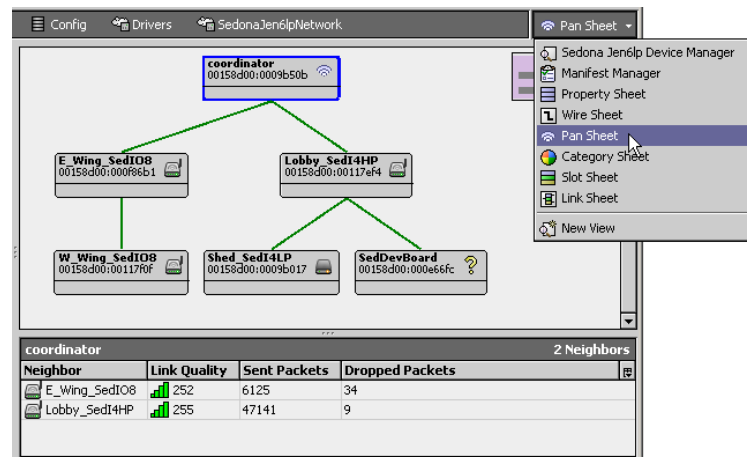 Config Drivers SedonaJen6lpNetwork Pan Sheet
Sedona Jen6lp Device Manager
Manifest Manager
Property Sheet
Wire Sheet
Pan Sheet
Category Sheet
Slot Sheet
Link Sheet
New View
coordinator
00158d00:0009b50b
E_Wing_SedIO8
00158d00:000f86b1
Lobby_SedI4HP
00158d00:00117ef4
W_Wing_SedIO8
00158d00:00117f0f
Shed_SedI4LP
00158d00:0009b017
SedDevBoard
00158d00:000e66fc
?
coordinator 2 Neighbors
Neighbor Link Quality Sent Packets Dropped Packets
E_Wing_SedIO8 252 6125 34
Lobby_SedI4HP 255 47141 9